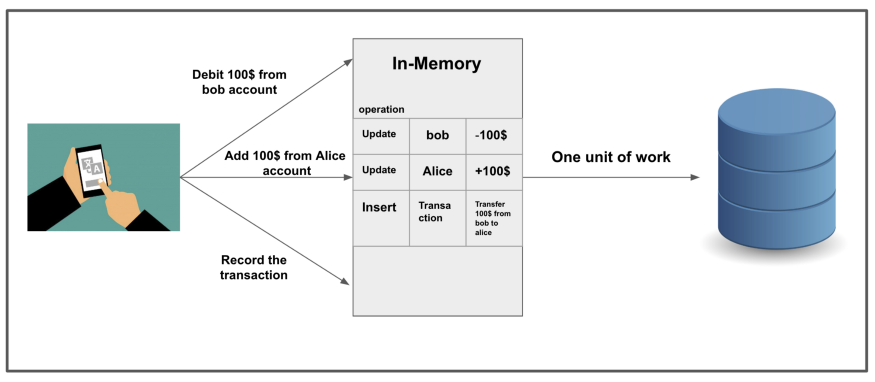 Debit 100$ from
bob account
Add 100$ from Alice
account
Record the
transaction
In-Memory
operation
Update bob -100$
Update Alice +100$
Insert
Transa
ction
Transfer
100$ from
bob to
alice
One unit of work